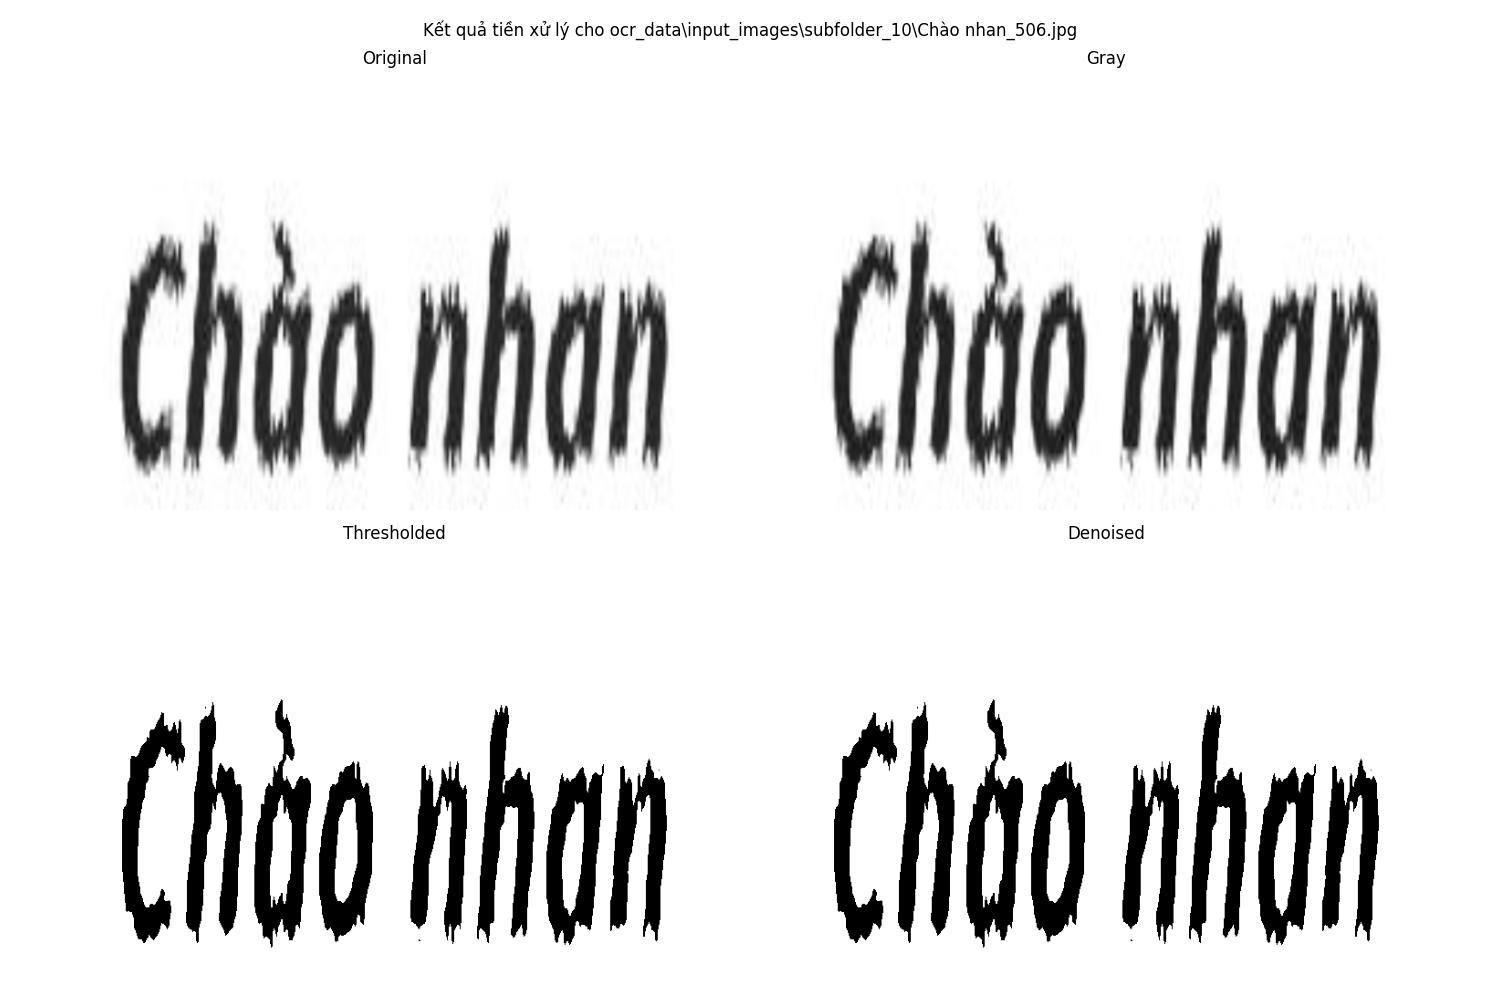 Kết quả tiền xử lý cho ocr_data\input_images\subfolder_10\Chào nhan_506.jpg
Original
Gray
Chào nhan
Chào nhan
Thresholded
Denoised
Chào nhan
Chào nhan